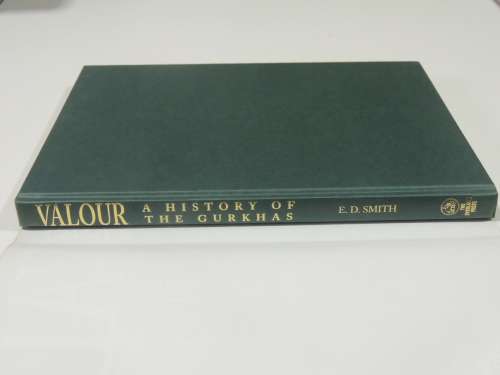 VALOUR
A HISTORY OF
THE GURKHAS
E. D. SMITH